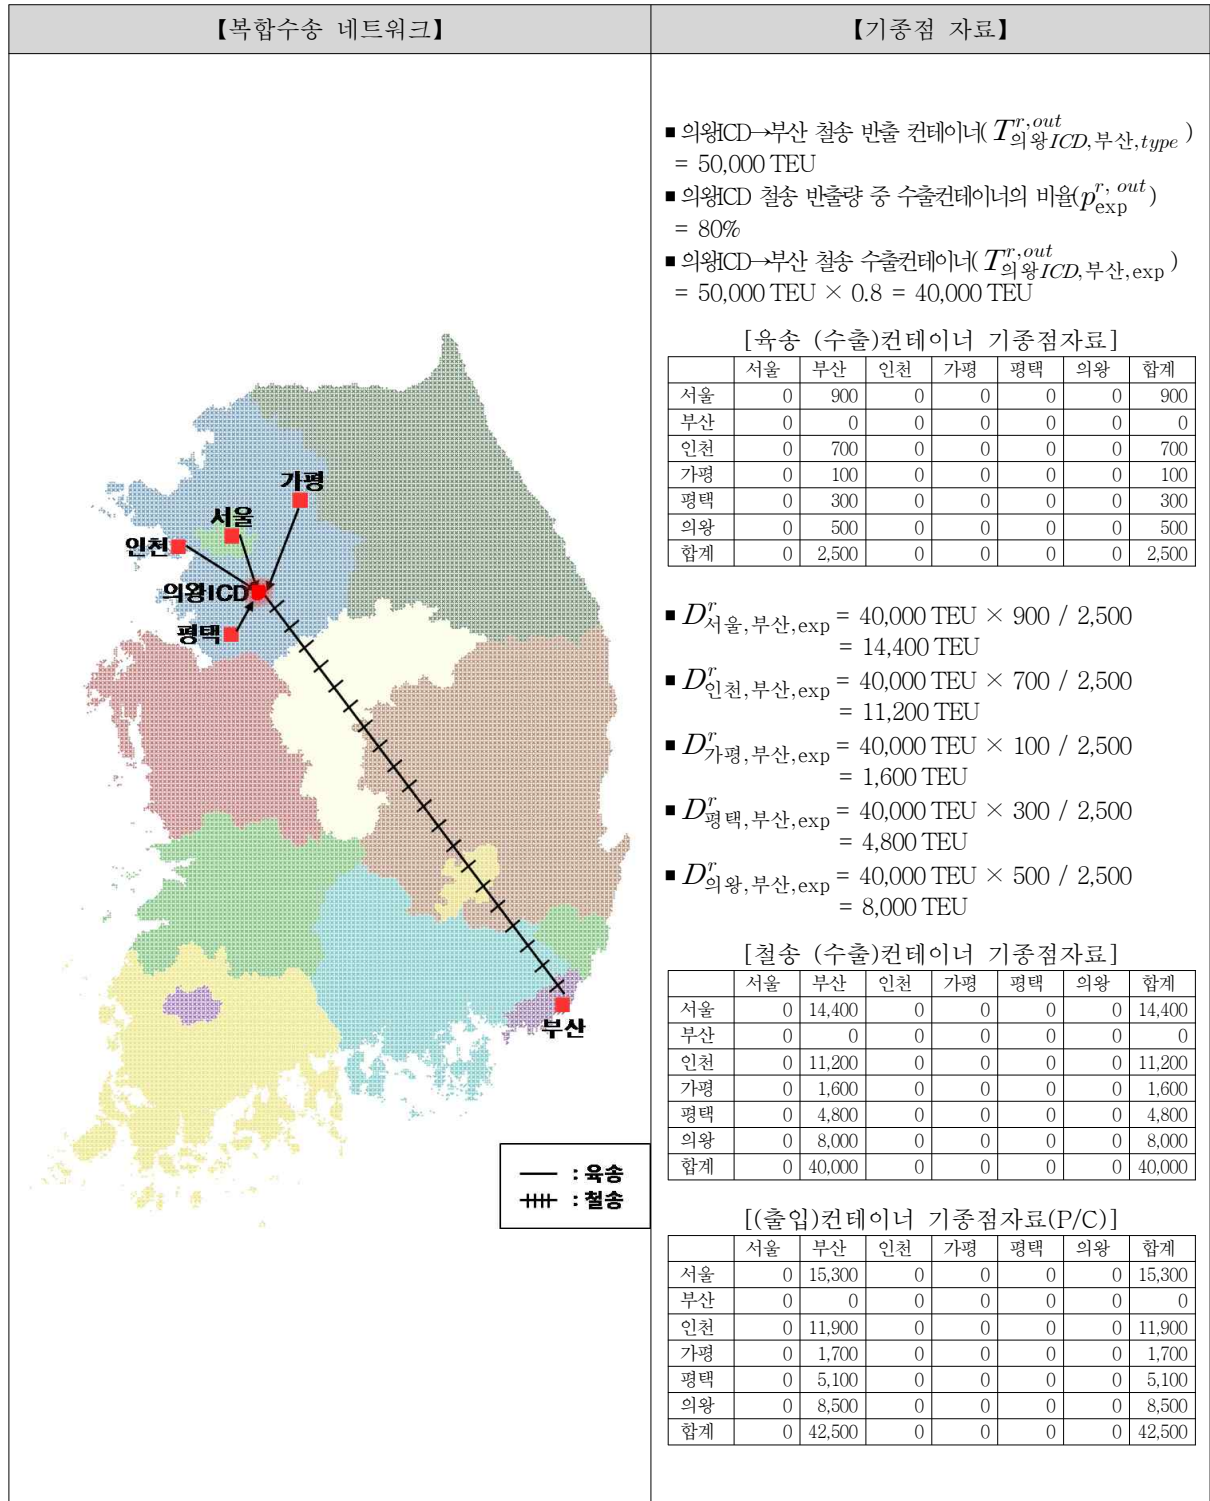 【복합수송 네트워크】
【기종점 자료】
가평
서울
인천
의왕ICD
평택
부산
: 육송
: 철송
■ 의왕ICD→부산 철송 반출 컨테이너( T^{r,out}_{의왕ICD,부산,type} )
= 50,000 TEU
■ 의왕ICD 철송 반출량 중 수출컨테이너의 비율(p^{r, out}_{exp})
= 80%
■ 의왕ICD→부산 철송 수출컨테이너( T^{r,out}_{의왕ICD,부산,exp} )
= 50,000 TEU × 0.8 = 40,000 TEU
[육송 (수출)컨테이너 기종점자료]
서울 부산 인천 가평 평택 의왕 합계
서울 0 900 0 0 0 0 900
부산 0 0 0 0 0 0 0
인천 0 700 0 0 0 0 700
가평 0 100 0 0 0 0 100
평택 0 300 0 0 0 0 300
의왕 0 500 0 0 0 0 500
합계 0 2,500 0 0 0 0 2,500
■ D^r_{서울,부산,exp} = 40,000 TEU × 900 / 2,500
= 14,400 TEU
■ D^r_{인천,부산,exp} = 40,000 TEU × 700 / 2,500
= 11,200 TEU
■ D^r_{가평,부산,exp} = 40,000 TEU × 100 / 2,500
= 1,600 TEU
■ D^r_{평택,부산,exp} = 40,000 TEU × 300 / 2,500
= 4,800 TEU
■ D^r_{의왕,부산,exp} = 40,000 TEU × 500 / 2,500
= 8,000 TEU
[철송 (수출)컨테이너 기종점자료]
서울 부산 인천 가평 평택 의왕 합계
서울 0 14,400 0 0 0 0 14,400
부산 0 0 0 0 0 0 0
인천 0 11,200 0 0 0 0 11,200
가평 0 1,600 0 0 0 0 1,600
평택 0 4,800 0 0 0 0 4,800
의왕 0 8,000 0 0 0 0 8,000
합계 0 40,000 0 0 0 0 40,000
[(출입)컨테이너 기종점자료(P/C)]
서울 부산 인천 가평 평택 의왕 합계
서울 0 15,300 0 0 0 0 15,300
부산 0 0 0 0 0 0 0
인천 0 11,900 0 0 0 0 11,900
가평 0 1,700 0 0 0 0 1,700
평택 0 5,100 0 0 0 0 5,100
의왕 0 8,500 0 0 0 0 8,500
합계 0 42,500 0 0 0 0 42,500